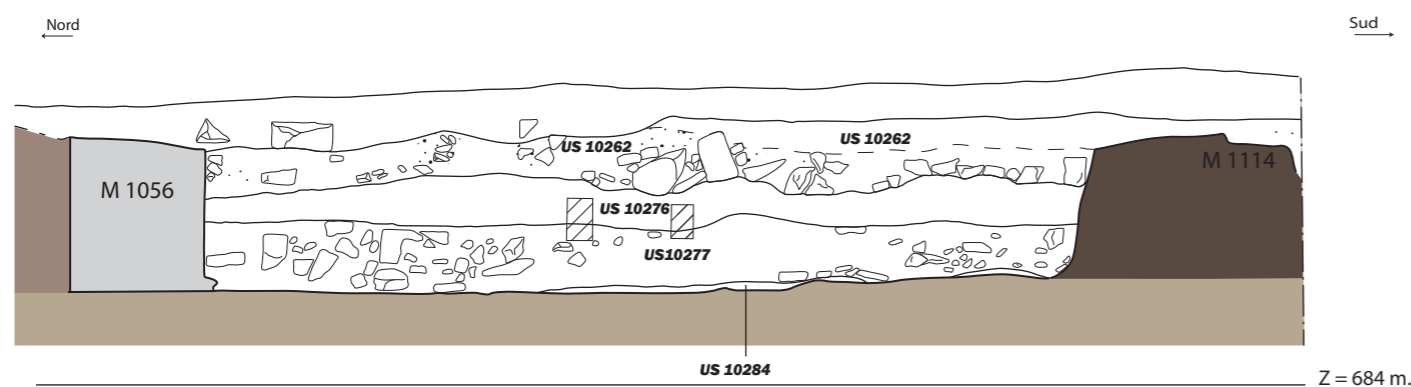 Nord
Sud
US 10262
US 10262
M 1114
M 1056
US 10276
US10277
US 10284
Z = 684 m.